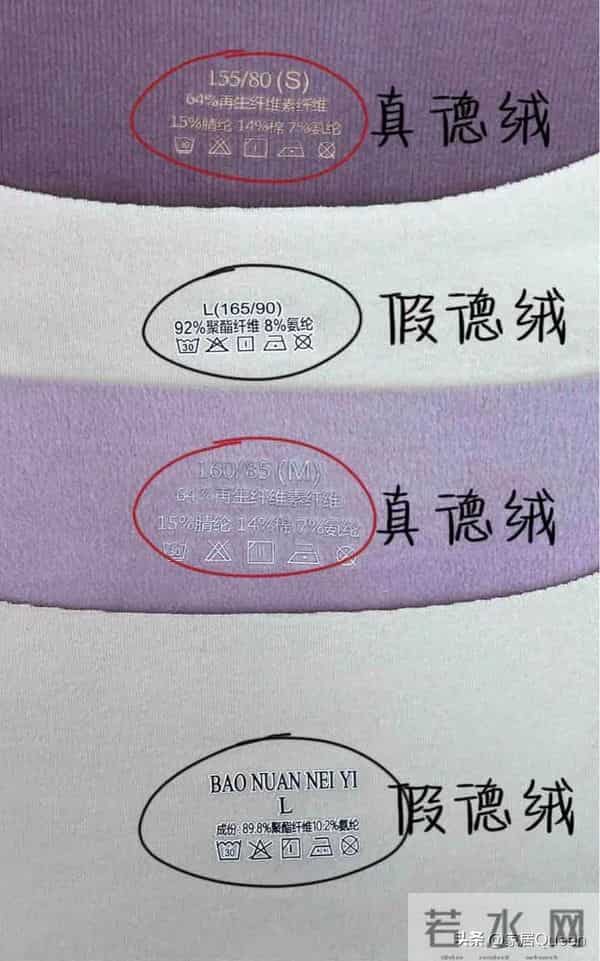 155/80 (S)
64%再生纤维素纤维
15%腈纶 14%棉 7%氨纶
30
真德绒
L(165/90)
92%聚酯纤维 8%氨纶
30
假德绒
160/85 (M)
64%再生纤维素纤维
15%腈纶 14%棉 7%氨纶
30
真德绒
BAO NUAN NEI YI
L
成份:89.8%聚酯纤维10.2%氨纶
30
假德绒
若水网
头条 @家居Queen